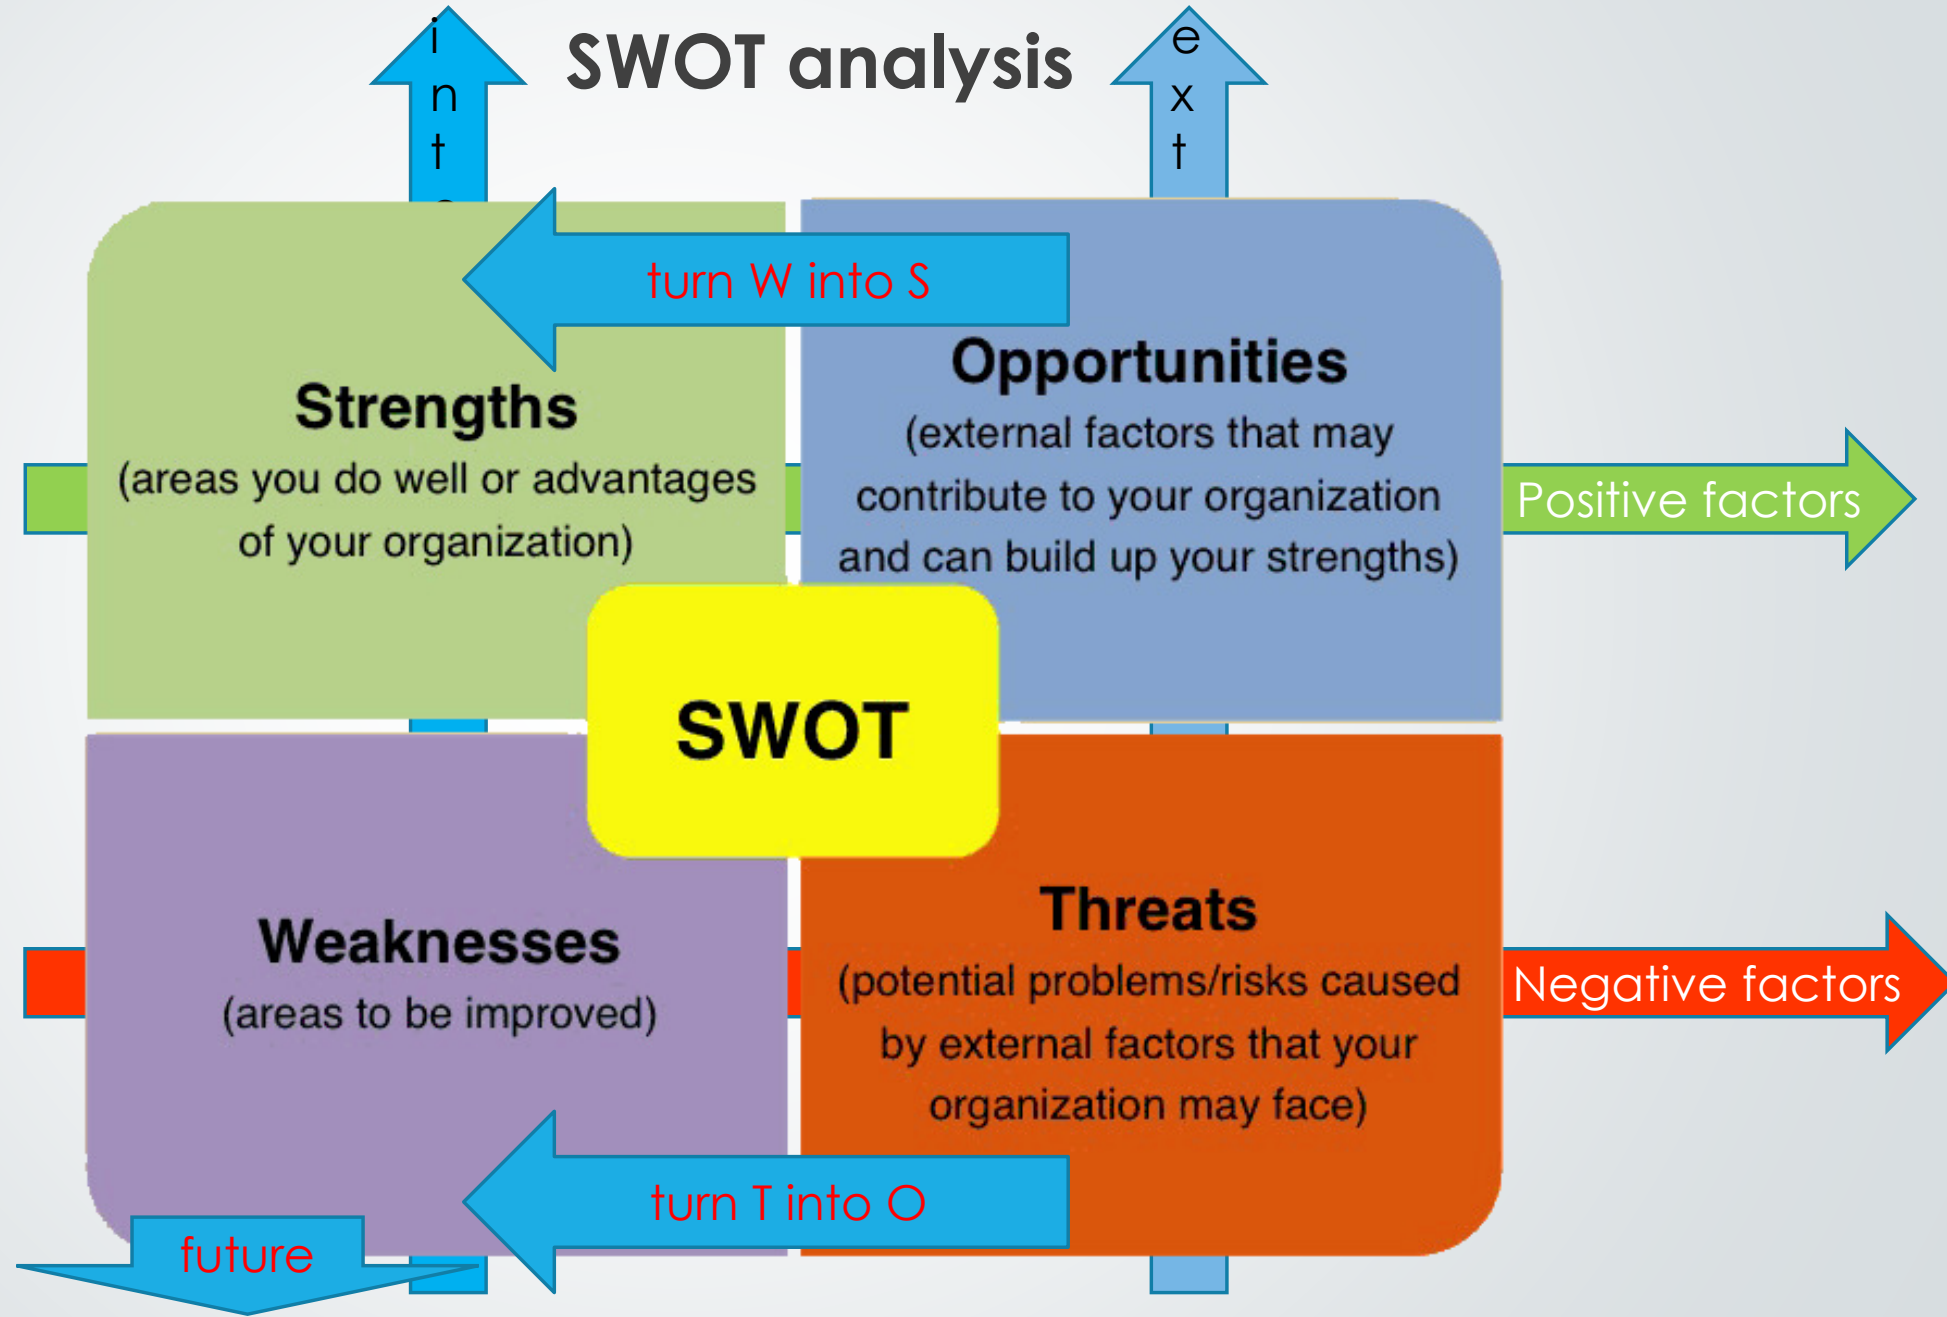 SWOT analysis
i
n
t
e
x
t
turn W into S
Strengths
(areas you do well or advantages
of your organization)
Opportunities
(external factors that may
contribute to your organization
and can build up your strengths)
Positive factors
SWOT
Weaknesses
(areas to be improved)
Threats
(potential problems/risks caused
by external factors that your
organization may face)
Negative factors
turn T into O
future